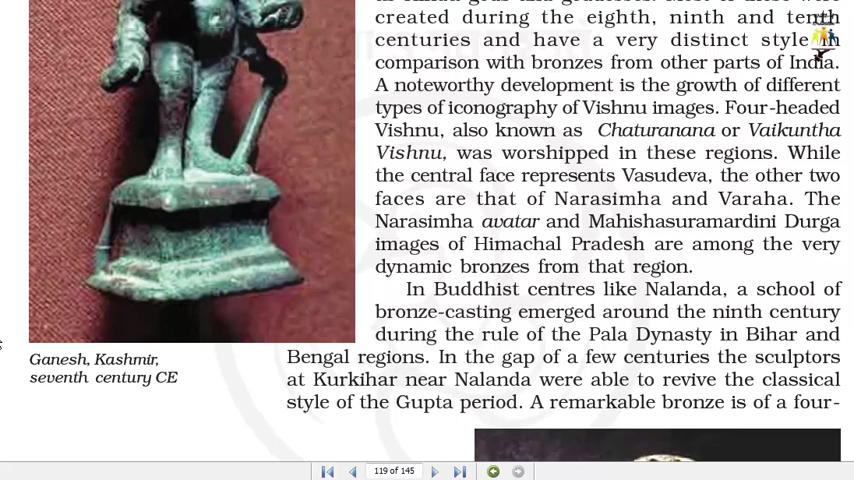 created during the eighth, ninth and tenth
centuries and have a very distinct style in
comparison with bronzes from other parts of India.
A noteworthy development is the growth of different
types of iconography of Vishnu images. Four-headed
Vishnu, also known as Chaturanana or Vaikuntha
Vishnu, was worshipped in these regions. While
the central face represents Vasudeva, the other two
faces are that of Narasimha and Varaha. The
Narasimha avatar and Mahishasuramardini Durga
images of Himachal Pradesh are among the very
dynamic bronzes from that region.
In Buddhist centres like Nalanda, a school of
bronze-casting emerged around the ninth century
during the rule of the Pala Dynasty in Bihar and
Bengal regions. In the gap of a few centuries the sculptors
at Kurkihar near Nalanda were able to revive the classical
style of the Gupta period. A remarkable bronze is of a four-
Ganesh, Kashmir,
seventh century CE
119 of 145